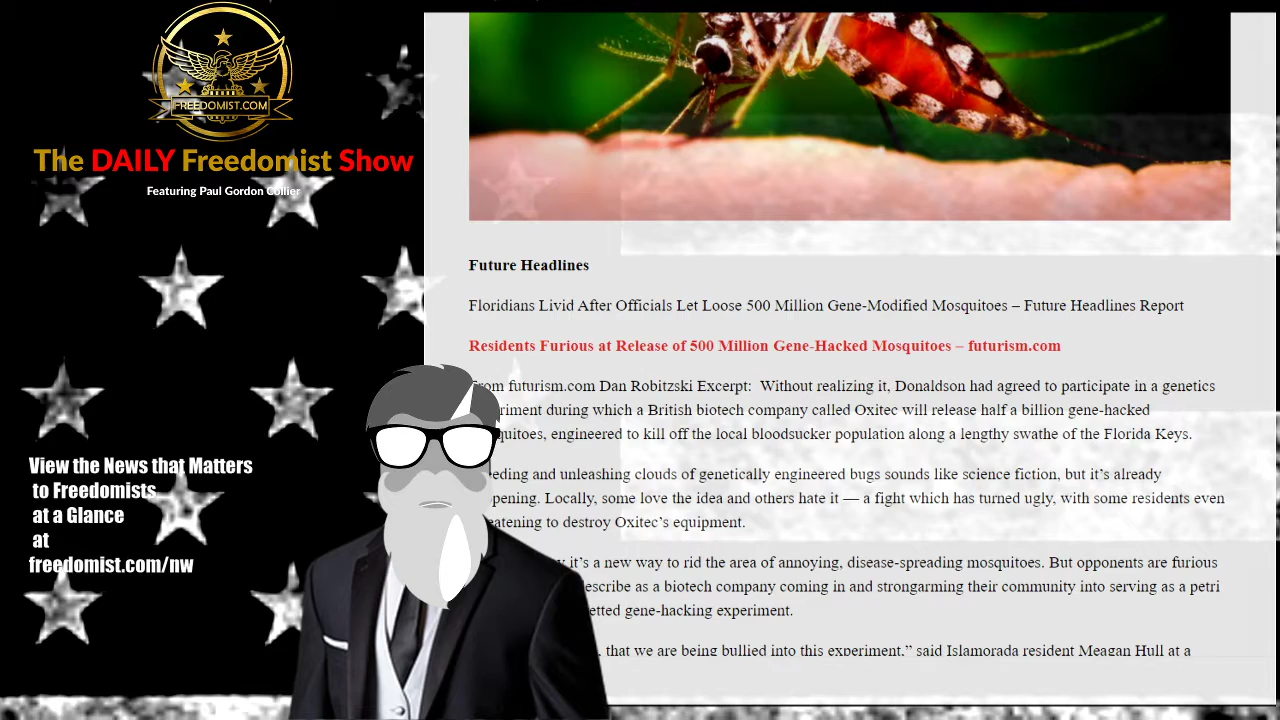 FREEDOMIST.COM
The DAILY Freedomist Show
Featuring Paul Gordon Collier
View the News that Matters
to Freedomists
at a Glance
at
freedomist.com/nw
Future Headlines
Floridians Livid After Officials Let Loose 500 Million Gene-Modified Mosquitoes – Future Headlines Report
Residents Furious at Release of 500 Million Gene-Hacked Mosquitoes – futurism.com
From futurism.com Dan Robitzski Excerpt: Without realizing it, Donaldson had agreed to participate in a genetics
during which a British biotech company called Oxitec will release half a billion gene-hacked
engineered to kill off the local bloodsucker population along a lengthy swathe of the Florida Keys.
and unleashing clouds of genetically engineered bugs sounds like science fiction, but it’s already
Locally, some love the idea and others hate it — a fight which has turned ugly, with some residents even
to destroy Oxitec’s equipment.
it’s a new way to rid the area of annoying, disease-spreading mosquitoes. But opponents are furious
describe as a biotech company coming in and strongarming their community into serving as a petri
gene-hacking experiment.
that we are being bullied into this experiment,” said Islamorada resident Meagan Hull at a